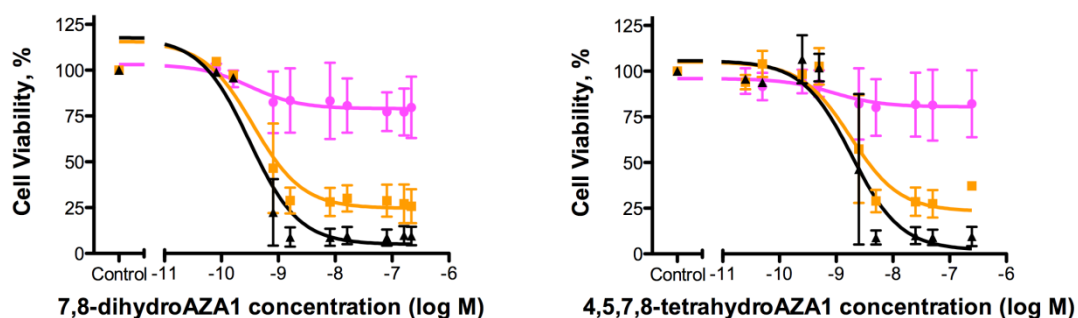 125
100
75
50
25
0
Cell Viability, %
Control -11 -10 -9 -8 -7 -6
7,8-dihydroAZA1 concentration (log M)
125
100
75
50
25
0
Cell Viability, %
Control -11 -10 -9 -8 -7 -6
4,5,7,8-tetrahydroAZA1 concentration (log M)